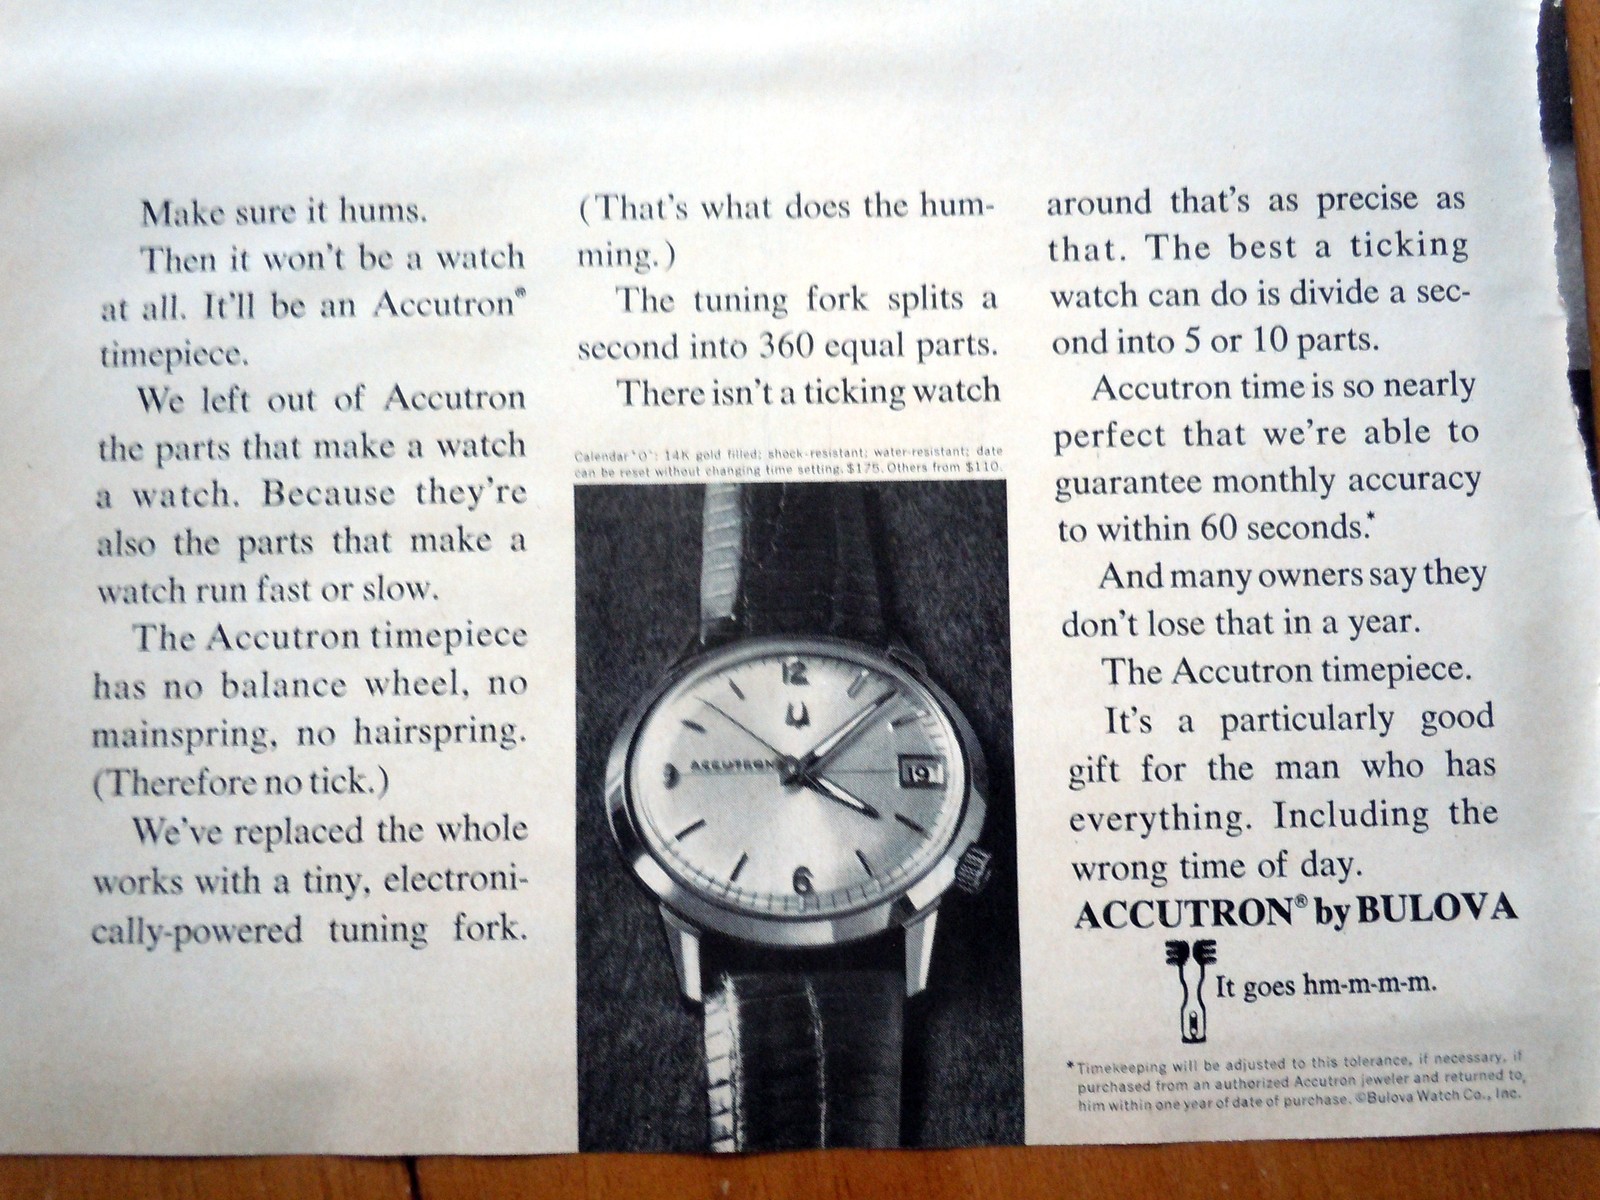 Make sure it hums.
Then it won't be a watch
at all. It'll be an Accutron®
timepiece.
We left out of Accutron
the parts that make a watch
a watch. Because they're
also the parts that make a
watch run fast or slow.
The Accutron timepiece
has no balance wheel, no
mainspring, no hairspring.
(Therefore no tick.)
We've replaced the whole
works with a tiny, electroni-
cally-powered tuning fork.
(That's what does the hum-
ming.)
The tuning fork splits a
second into 360 equal parts.
There isn't a ticking watch
Calendar "O": 14K gold filled; shock-resistant; water-resistant; date
can be reset without changing time setting. $175. Others from $110.
12
ACCUTRON
9
19
6
around that's as precise as
that. The best a ticking
watch can do is divide a sec-
ond into 5 or 10 parts.
Accutron time is so nearly
perfect that we're able to
guarantee monthly accuracy
to within 60 seconds.*
And many owners say they
don't lose that in a year.
The Accutron timepiece.
It's a particularly good
gift for the man who has
everything. Including the
wrong time of day.
ACCUTRON® by BULOVA
It goes hm-m-m-m.
*Timekeeping will be adjusted to this tolerance, if necessary, if
purchased from an authorized Accutron jeweler and returned to
him within one year of date of purchase. ©Bulova Watch Co., Inc.